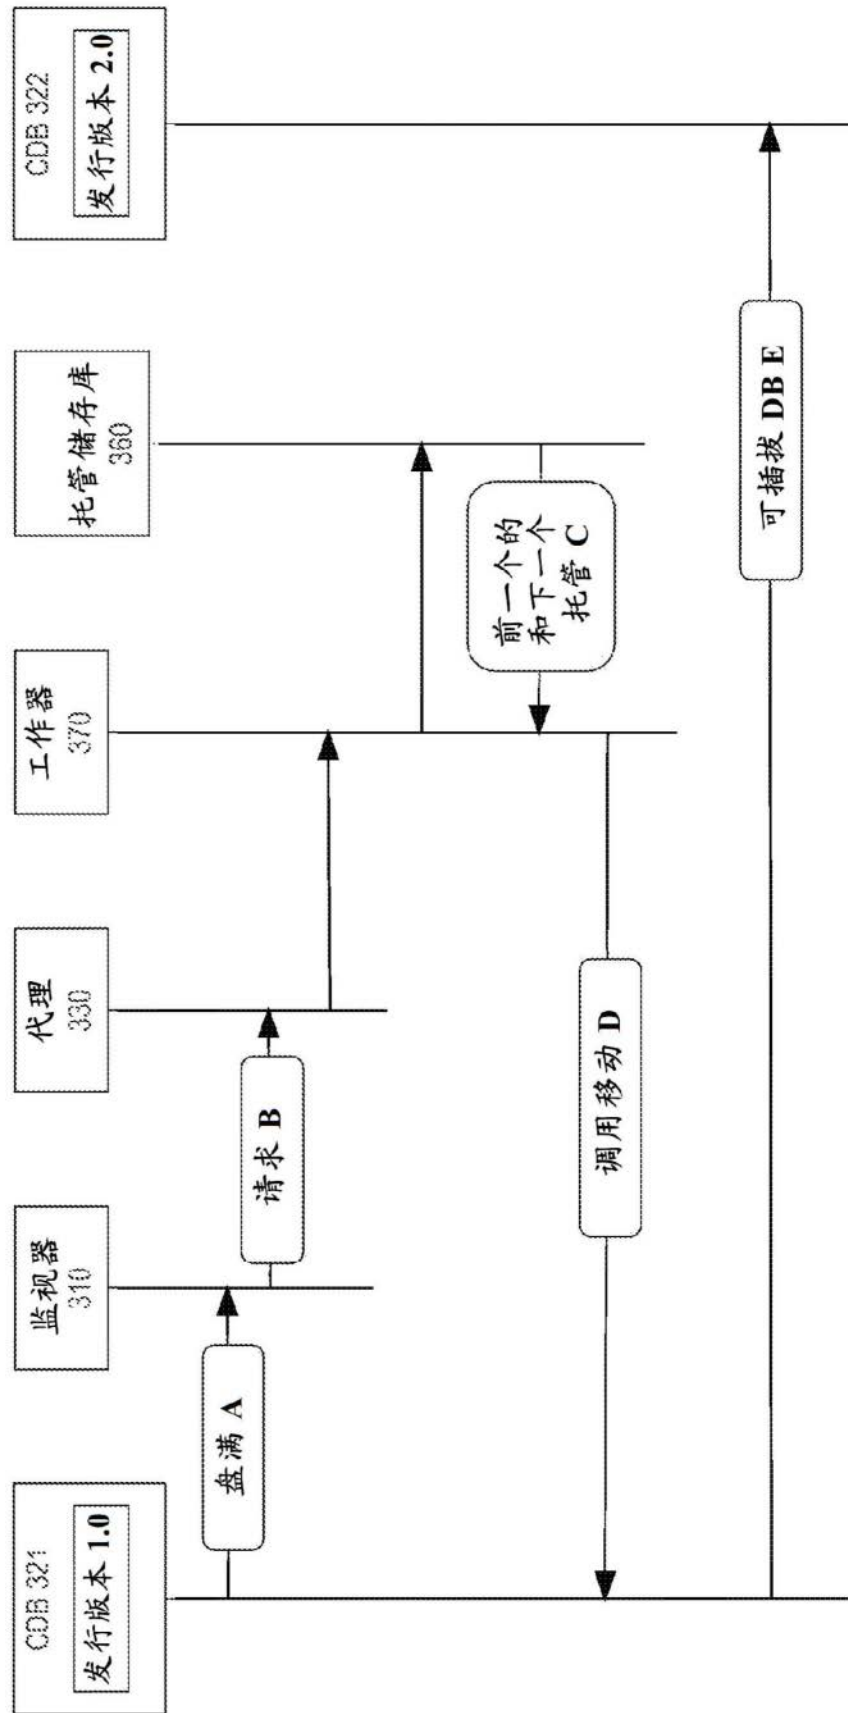 CDB 321
发行版本 1.0
监视器
310
代理
330
工作器
370
托管储存库
360
CDB 322
发行版本 2.0
盘满 A
请求 B
前一个的
和下一个
托管 C
调用移动 D
可插拔 DB E